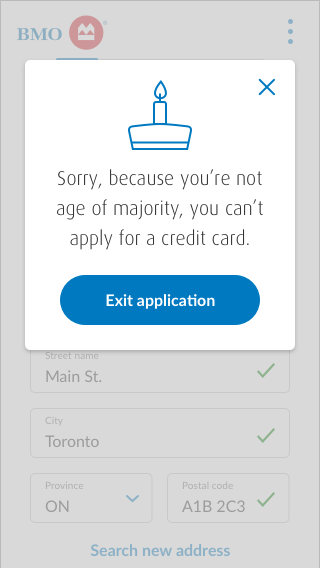 BMO
Sorry, because you're not
age of majority, you can't
apply for a credit card.
Exit application
Street name
Main St.
City
Toronto
Province
ON
Postal code
A1B 2C3
Search new address